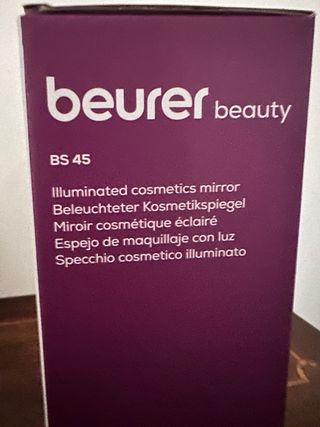 beurer beauty
BS 45
Illuminated cosmetics mirror
Beleuchteter Kosmetikspiegel
Miroir cosmétique éclairé
Espejo de maquillaje con luz
Specchio cosmetico illuminato